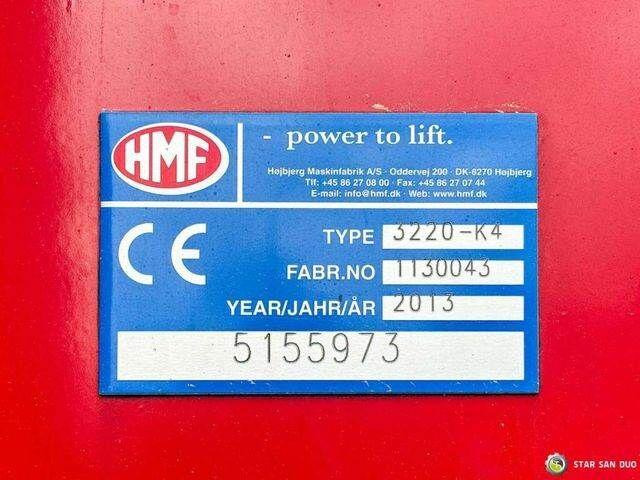 HMF
- power to lift.
Højbjerg Maskinfabrik A/S · Oddervej 200 · DK-8270 Højbjerg
Tlf: +45 86 27 08 00 · Fax: +45 86 27 07 44
E-mail: info@hmf.dk · Web: www.hmf.dk
CE
TYPE 3220-K4
FABR.NO 1130043
YEAR/JAHR/ÅR 2013
5155973
STAR SAN DUO